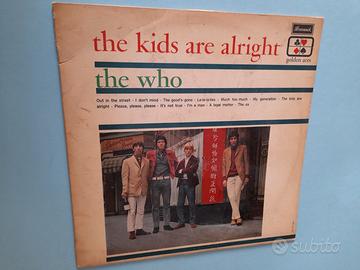 the kids are alright
Brunswick
golden aces
the who
Out in the street - I don't mind - The good's gone - La-la-la-lies - Much too much - My generation - The kids are
alright - Please, please, please - It's not true - I'm a man - A legal matter - The ox
subito